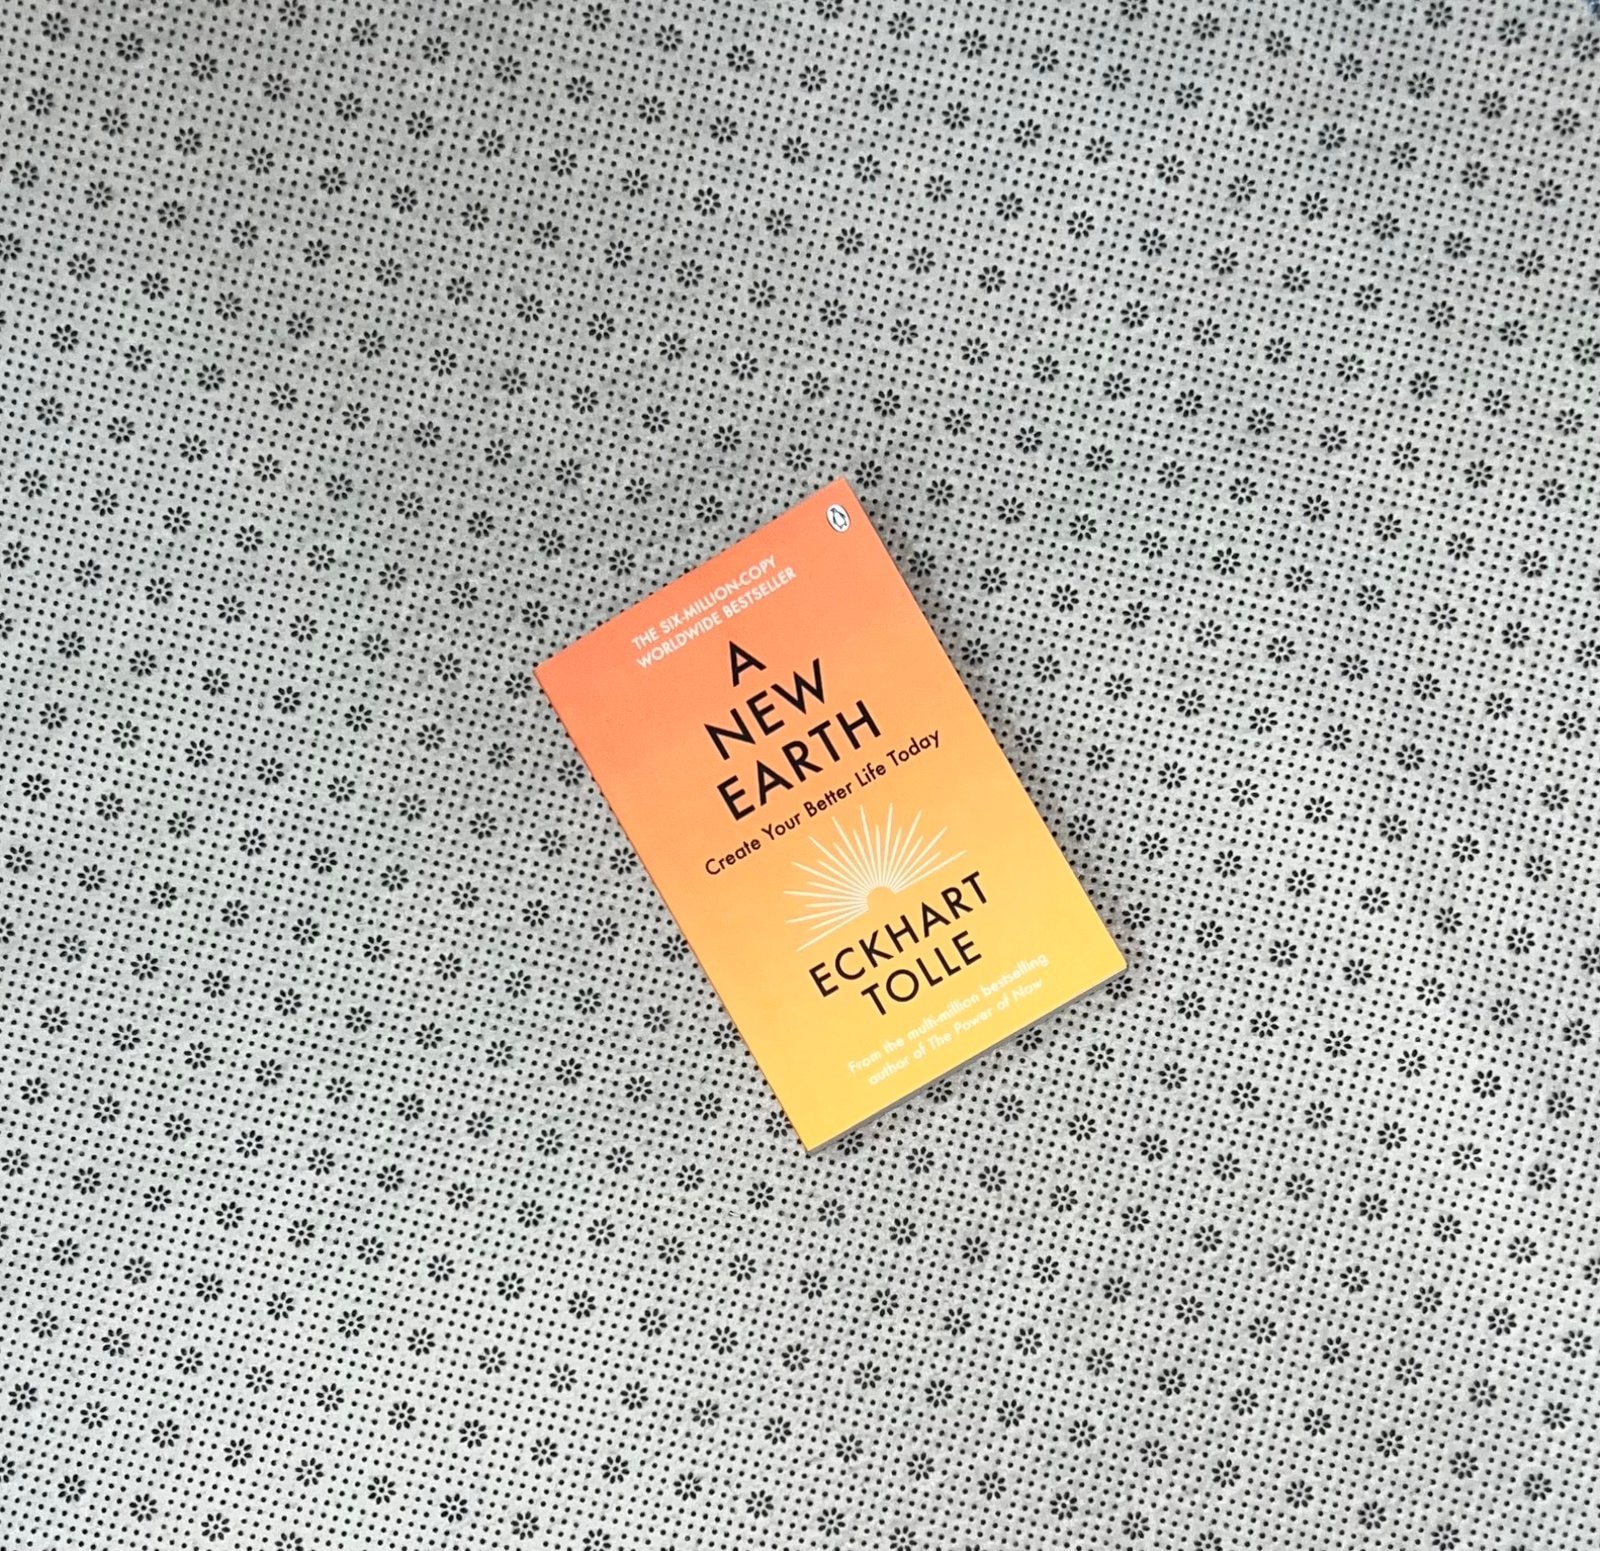 THE SIX-MILLION-COPY
WORLDWIDE BESTSELLER
A
NEW
EARTH
Create Your Better Life Today
ECKHART
TOLLE
From the multi-million bestselling
author of The Power of Now